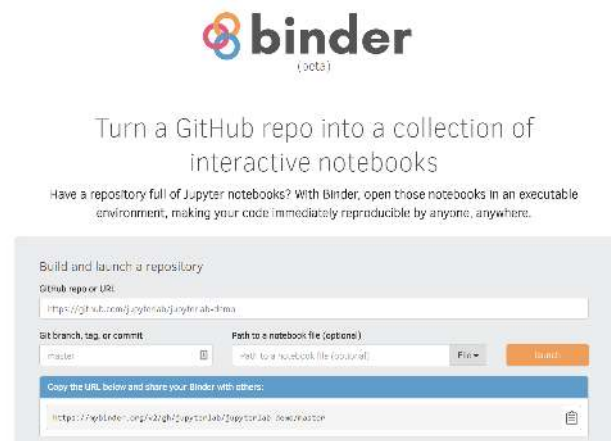 binder
(beta)
Turn a GitHub repo into a collection of
interactive notebooks
Have a repository full of Jupyter notebooks? With Binder, open those notebooks in an executable
environment, making your code immediately reproducible by anyone, anywhere.
Build and launch a repository
GitHub repo or URL
https://github.com/jupyterlab/jupyterlab-demo
Git branch, tag, or commit Path to a notebook file (optional)
master Path to a notebook file (optional) File launch
Copy the URL below and share your Binder with others:
https://mybinder.org/v2/gh/jupyterlab/jupyterlab-demo/master